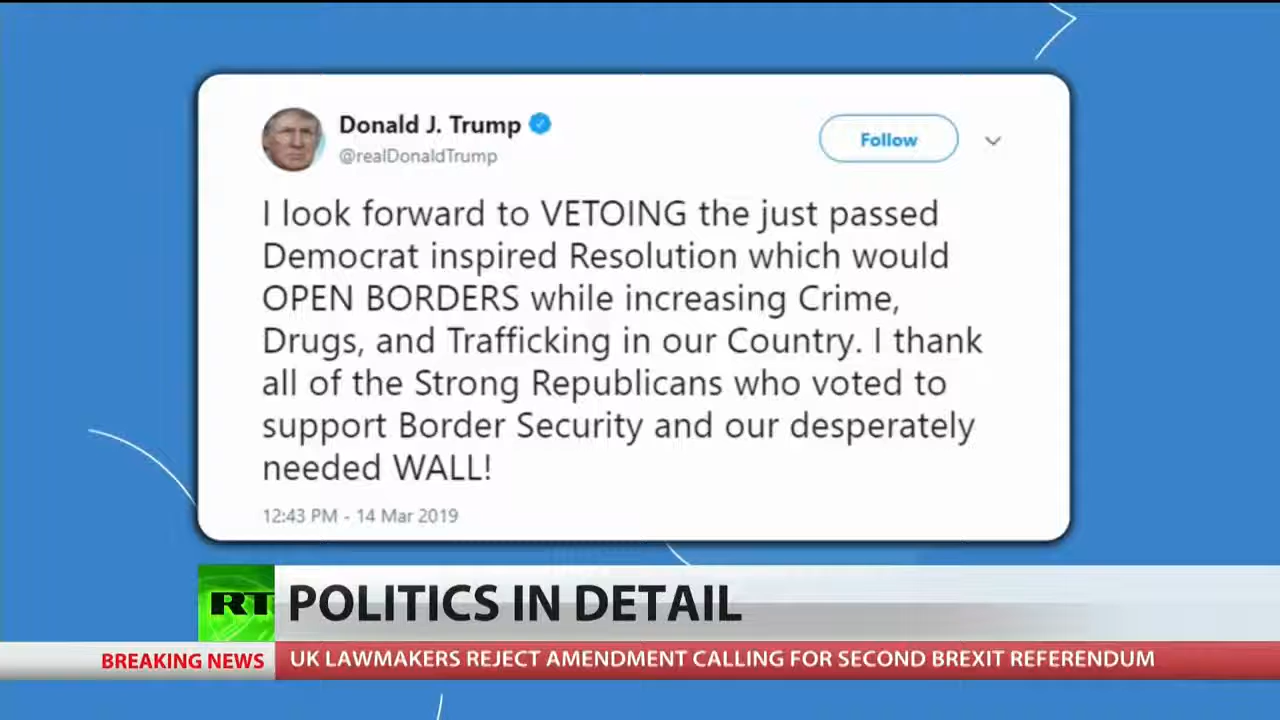 Donald J. Trump
@realDonaldTrump
Follow
I look forward to VETOING the just passed
Democrat inspired Resolution which would
OPEN BORDERS while increasing Crime,
Drugs, and Trafficking in our Country. I thank
all of the Strong Republicans who voted to
support Border Security and our desperately
needed WALL!
12:43 PM - 14 Mar 2019
RT POLITICS IN DETAIL
BREAKING NEWS UK LAWMAKERS REJECT AMENDMENT CALLING FOR SECOND BREXIT REFERENDUM